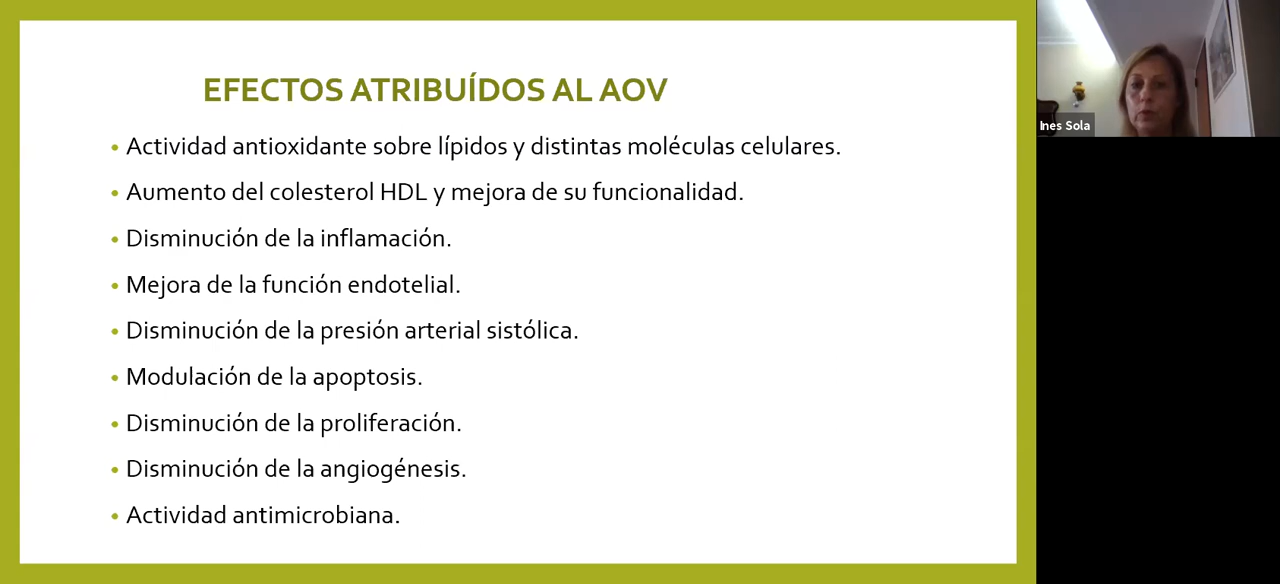 EFECTOS ATRIBUÍDOS AL AOV
• Actividad antioxidante sobre lípidos y distintas moléculas celulares.
• Aumento del colesterol HDL y mejora de su funcionalidad.
• Disminución de la inflamación.
• Mejora de la función endotelial.
• Disminución de la presión arterial sistólica.
• Modulación de la apoptosis.
• Disminución de la proliferación.
• Disminución de la angiogénesis.
• Actividad antimicrobiana.
Ines Sola